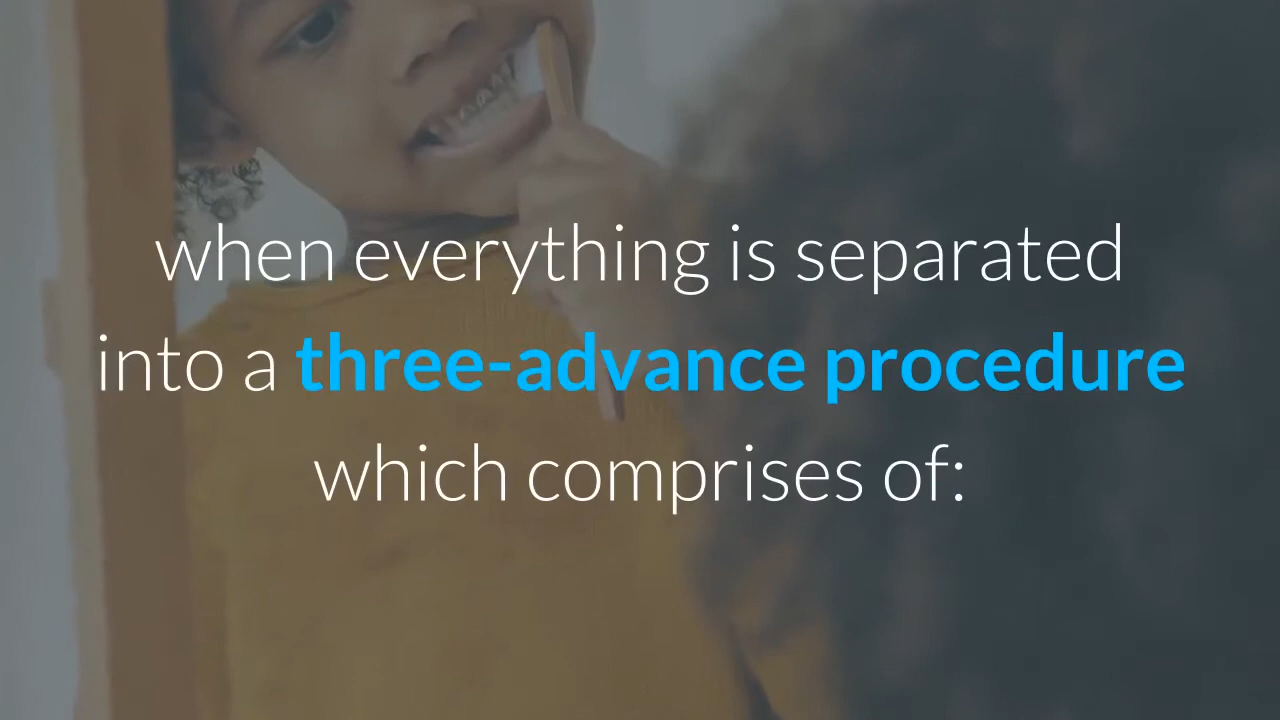 when everything is separated
into a three-advance procedure
which comprises of: